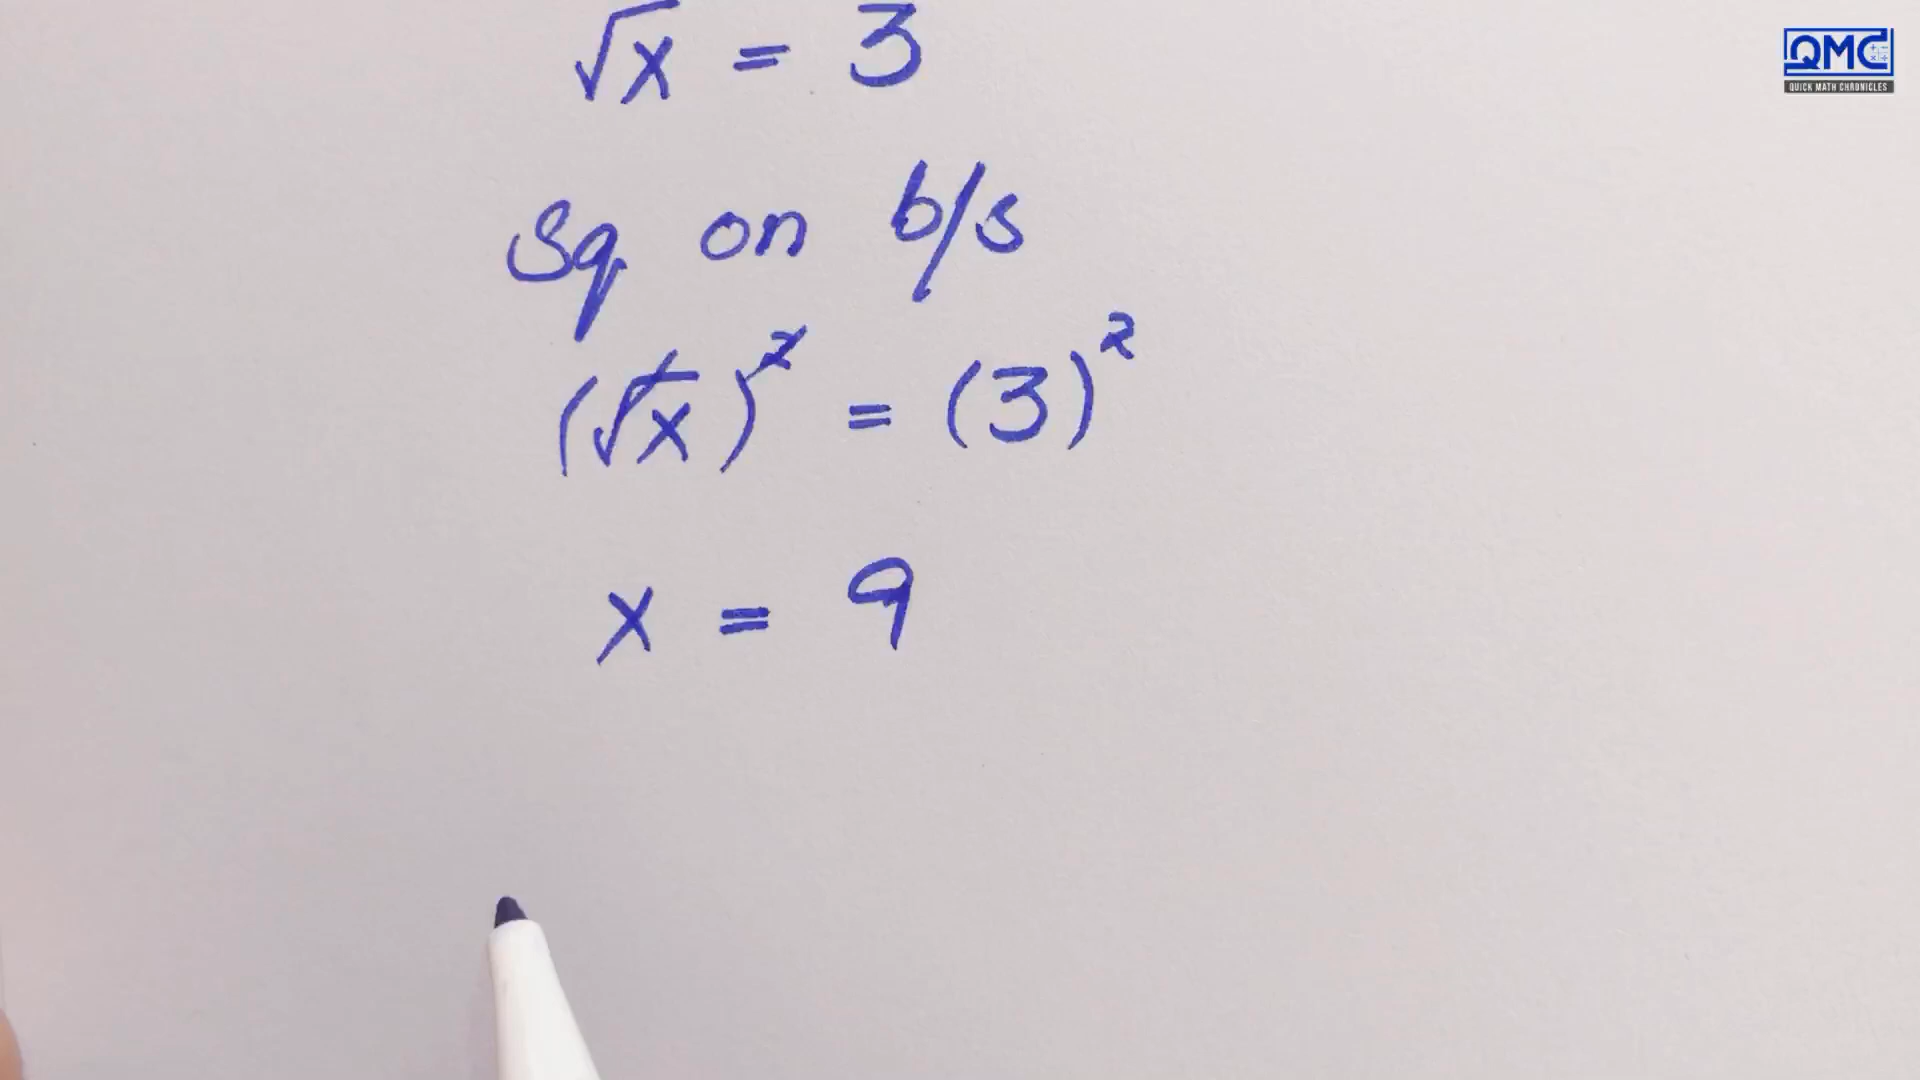 √x = 3
QMC
QUICK MATH CHRONICLES
Sq on b/s
(√x)² = (3)²
x = 9